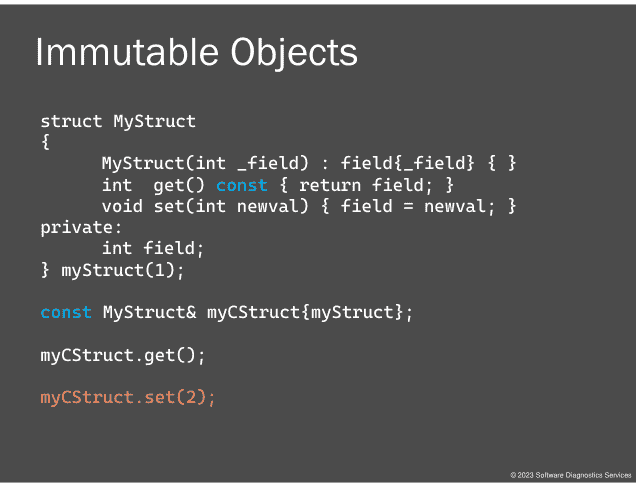 Immutable Objects
struct MyStruct
{
MyStruct(int _field) : field{_field} { }
int  get() const { return field; }
void set(int newval) { field = newval; }
private:
int field;
} myStruct(1);
const MyStruct& myCStruct{myStruct};
myCStruct.get();
myCStruct.set(2);
© 2023 Software Diagnostics Services